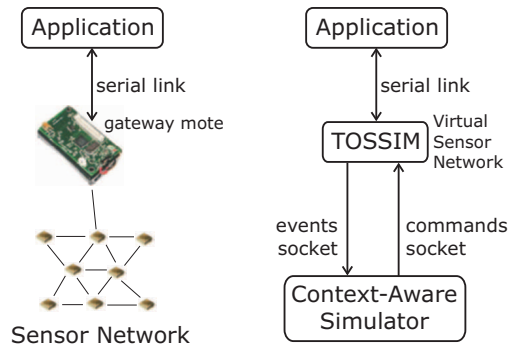 Application
serial link
gateway mote
Sensor Network
Application
serial link
TOSSIM
Virtual
Sensor
Network
events
socket
commands
socket
Context-Aware
Simulator